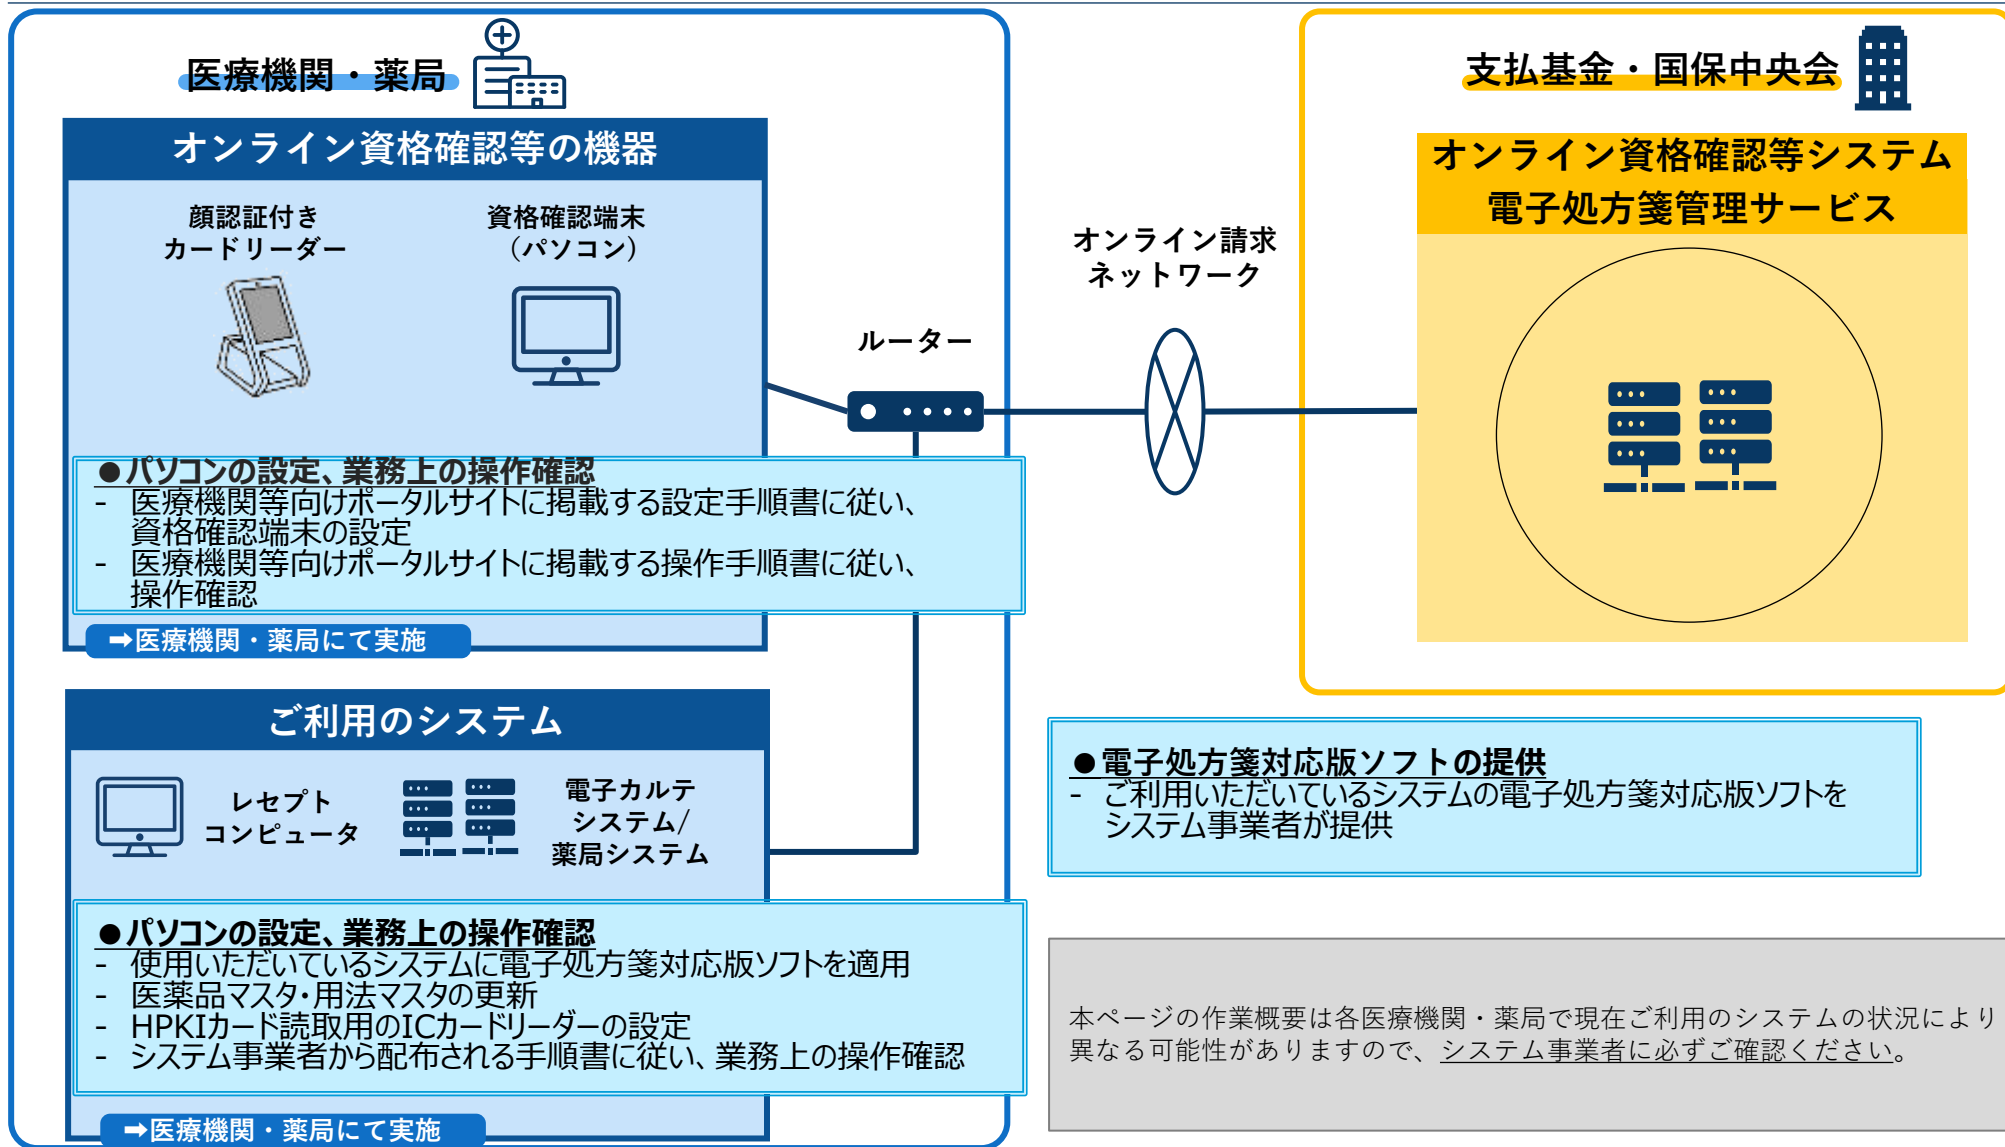 医療機関・薬局
オンライン資格確認等の機器
顔認証付き
カードリーダー
資格確認端末
（パソコン）
●パソコンの設定、業務上の操作確認
- 医療機関等向けポータルサイトに掲載する設定手順書に従い、
資格確認端末の設定
- 医療機関等向けポータルサイトに掲載する操作手順書に従い、
操作確認
➡医療機関・薬局にて実施
ルーター
オンライン請求
ネットワーク
支払基金・国保中央会
オンライン資格確認等システム
電子処方箋管理サービス
ご利用のシステム
レセプト
コンピュータ
電子カルテ
システム/
薬局システム
●パソコンの設定、業務上の操作確認
- 使用いただいているシステムに電子処方箋対応版ソフトを適用
- 医薬品マスタ・用法マスタの更新
- HPKIカード読取用のICカードリーダーの設定
- システム事業者から配布される手順書に従い、業務上の操作確認
➡医療機関・薬局にて実施
●電子処方箋対応版ソフトの提供
- ご利用いただいているシステムの電子処方箋対応版ソフトを
システム事業者が提供
本ページの作業概要は各医療機関・薬局で現在ご利用のシステムの状況により
異なる可能性がありますので、システム事業者に必ずご確認ください。